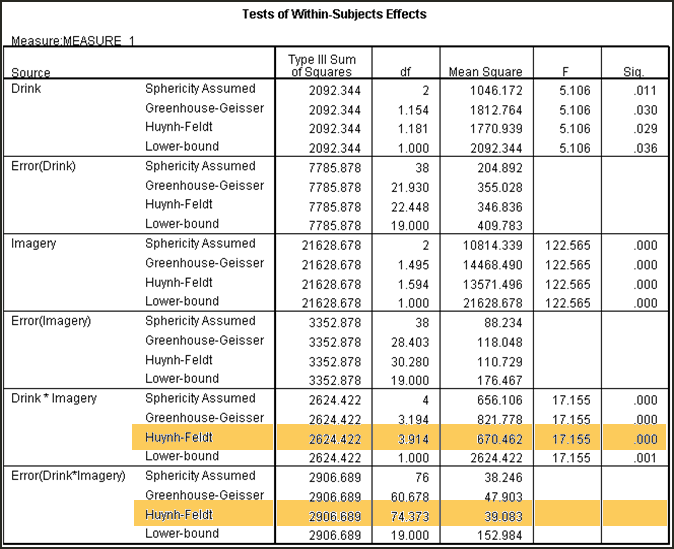 Tests of Within-Subjects Effects
Measure:MEASURE_1
Source Type III Sum of Squares df Mean Square F Sig.
Drink Sphericity Assumed 2092.344 2 1046.172 5.106 .011
Greenhouse-Geisser 2092.344 1.154 1812.764 5.106 .030
Huynh-Feldt 2092.344 1.181 1770.939 5.106 .029
Lower-bound 2092.344 1.000 2092.344 5.106 .036
Error(Drink) Sphericity Assumed 7785.878 38 204.892
Greenhouse-Geisser 7785.878 21.930 355.028
Huynh-Feldt 7785.878 22.448 346.836
Lower-bound 7785.878 19.000 409.783
Imagery Sphericity Assumed 21628.678 2 10814.339 122.565 .000
Greenhouse-Geisser 21628.678 1.495 14468.490 122.565 .000
Huynh-Feldt 21628.678 1.594 13571.496 122.565 .000
Lower-bound 21628.678 1.000 21628.678 122.565 .000
Error(Imagery) Sphericity Assumed 3352.878 38 88.234
Greenhouse-Geisser 3352.878 28.403 118.048
Huynh-Feldt 3352.878 30.280 110.729
Lower-bound 3352.878 19.000 176.467
Drink * Imagery Sphericity Assumed 2624.422 4 656.106 17.155 .000
Greenhouse-Geisser 2624.422 3.194 821.778 17.155 .000
Huynh-Feldt 2624.422 3.914 670.462 17.155 .000
Lower-bound 2624.422 1.000 2624.422 17.155 .001
Error(Drink*Imagery) Sphericity Assumed 2906.689 76 38.246
Greenhouse-Geisser 2906.689 60.678 47.903
Huynh-Feldt 2906.689 74.373 39.083
Lower-bound 2906.689 19.000 152.984